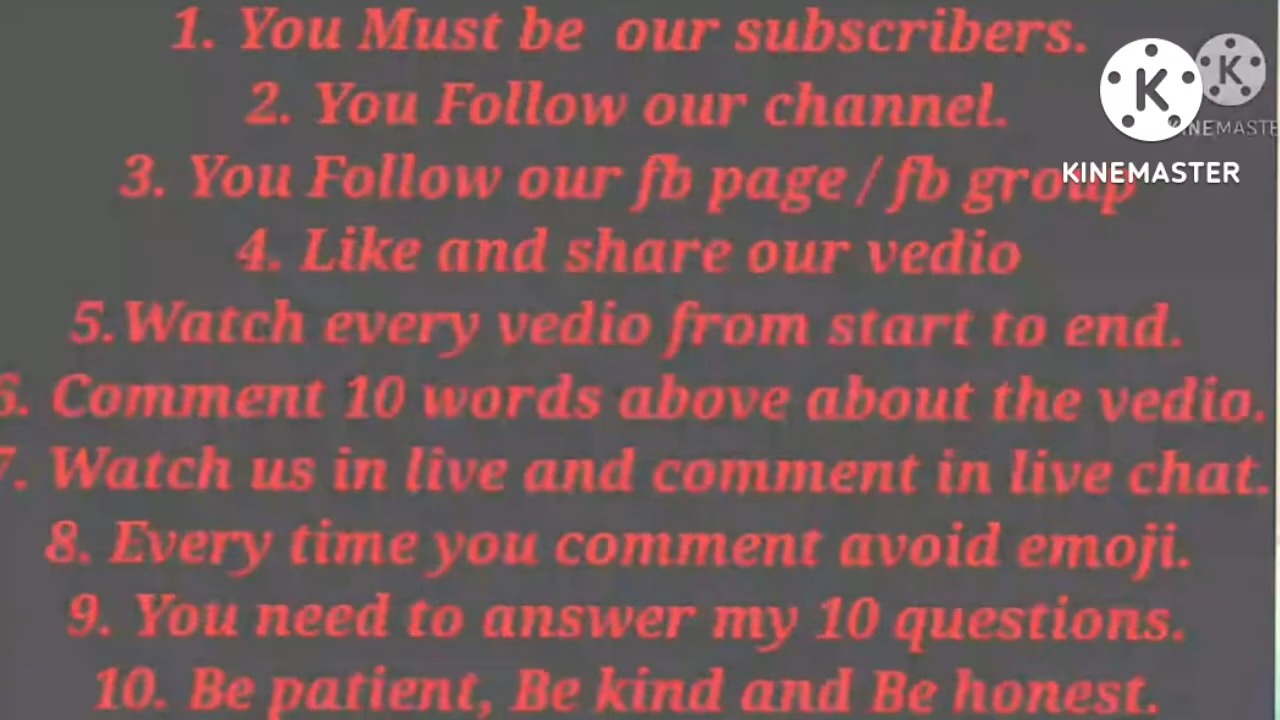 1. You Must be our subscribers.
2. You Follow our channel.
3. You Follow our fb page / fb group
4. Like and share our vedio
5.Watch every vedio from start to end.
6. Comment 10 words above about the vedio.
7. Watch us in live and comment in live chat.
8. Every time you comment avoid emoji.
9. You need to answer my 10 questions.
10. Be patient, Be kind and Be honest.
K
KINEMASTER
K
KINEMASTE